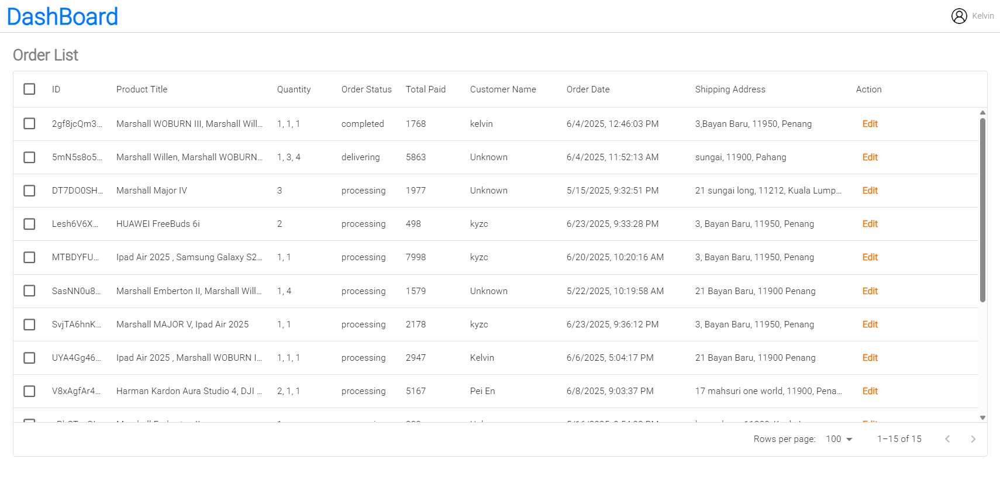 DashBoard
Kelvin
Order List
ID Product Title Quantity Order Status Total Paid Customer Name Order Date Shipping Address Action
2gf8jcQm3... Marshall WOBURN III, Marshall Will... 1, 1, 1 completed 1768 kelvin 6/4/2025, 12:46:03 PM 3,Bayan Baru, 11950, Penang Edit
5mN5s8o5... Marshall Willen, Marshall WOBURN... 1, 3, 4 delivering 5863 Unknown 6/4/2025, 11:52:13 AM sungai, 11900, Pahang Edit
DT7DO0SH... Marshall Major IV 3 processing 1977 Unknown 5/15/2025, 9:32:51 PM 21 sungai long, 11212, Kuala Lump... Edit
Lesh6V6X... HUAWEI FreeBuds 6i 2 processing 498 kyzc 6/23/2025, 9:33:28 PM 3, Bayan Baru, 11950, Penang Edit
MTBDYFU... Ipad Air 2025 , Samsung Galaxy S2... 1, 1 processing 7998 kyzc 6/20/2025, 10:20:16 AM 3, Bayan Baru, 11950, Penang Edit
SasNN0u8... Marshall Emberton II, Marshall Will... 1, 4 processing 1579 Unknown 5/22/2025, 10:19:58 AM 21 Bayan Baru, 11900 Penang Edit
SvjTA6hnK... Marshall MAJOR V, Ipad Air 2025 1, 1 processing 2178 kyzc 6/23/2025, 9:36:12 PM 3, Bayan Baru, 11950, Penang Edit
UYA4Gg46... Ipad Air 2025 , Marshall WOBURN I... 1, 1, 1 processing 2947 Kelvin 6/6/2025, 5:04:17 PM 21 Bayan Baru, 11900 Penang Edit
V8xAgfAr4... Harman Kardon Aura Studio 4, DJI ... 2, 1, 1 processing 5167 Pei En 6/8/2025, 9:03:37 PM 17 mahsuri one world, 11900, Pena... Edit
Rows per page: 100 1–15 of 15